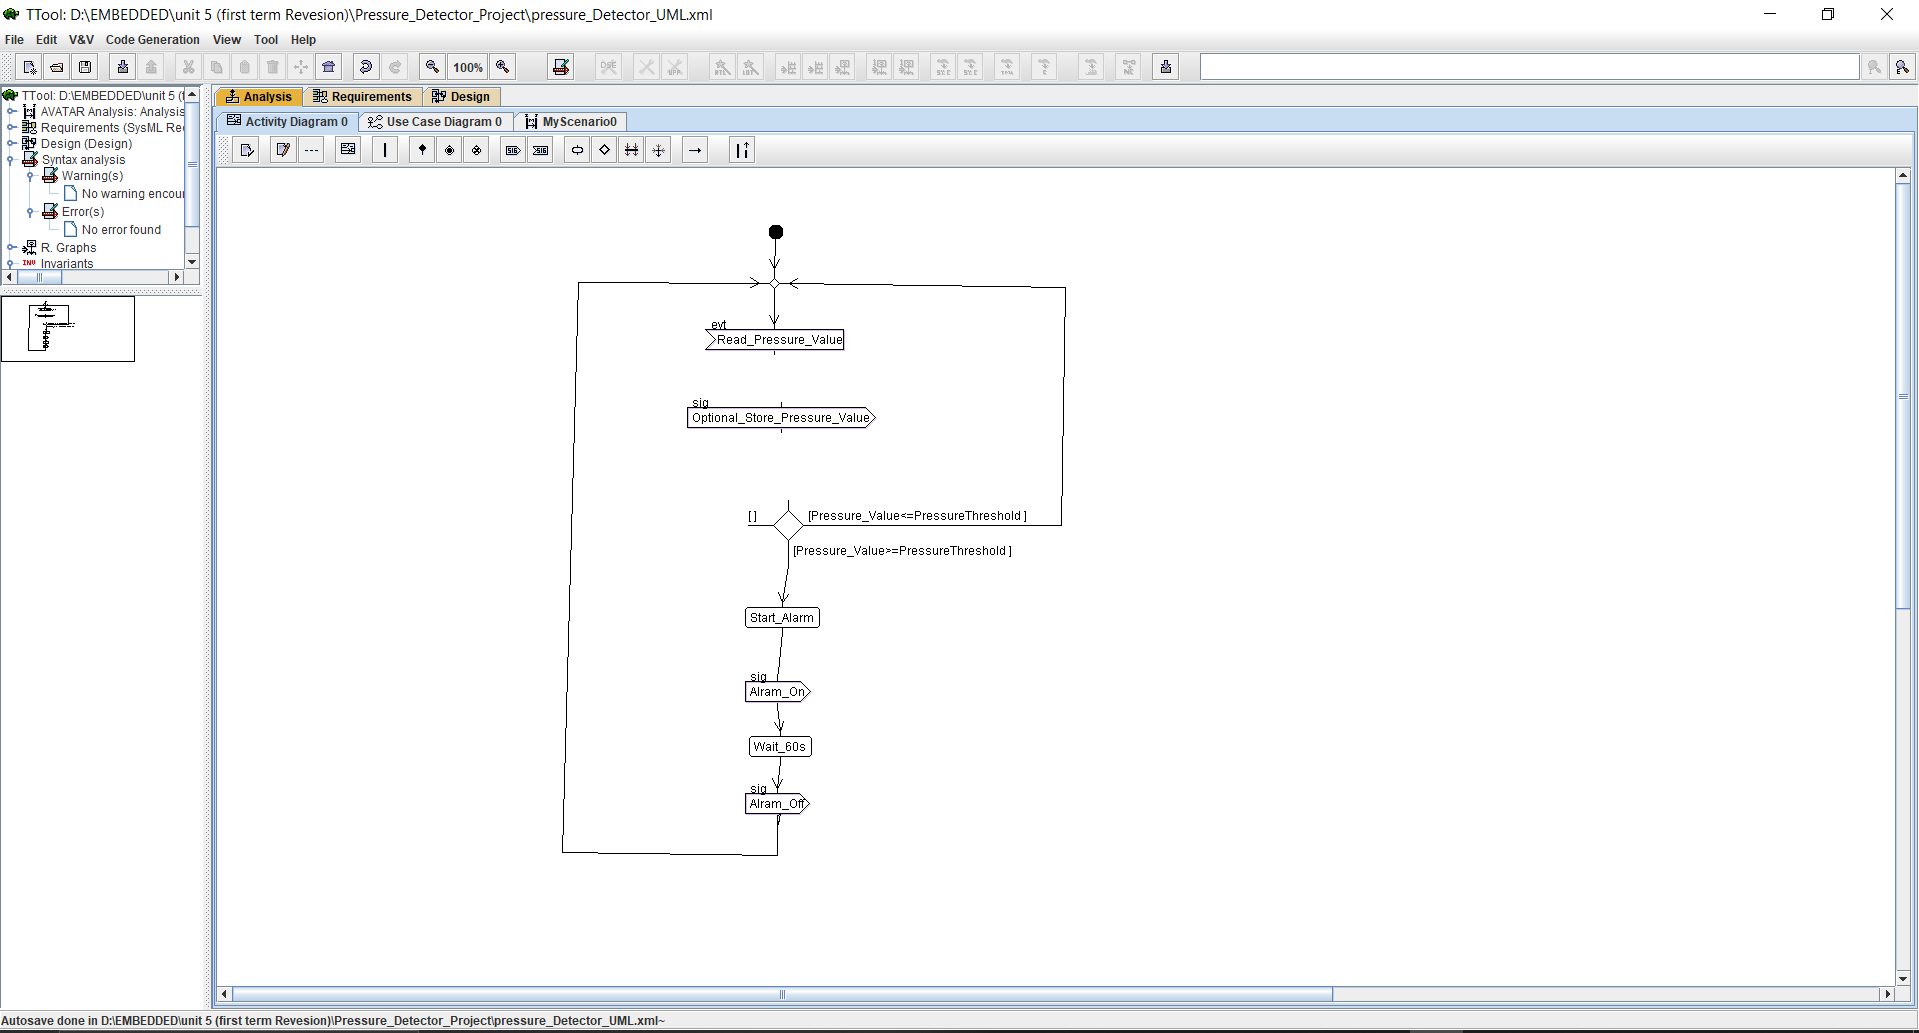 TTool: D:\EMBEDDED\unit 5 (first term Revesion)\Pressure_Detector_Project\pressure_Detector_UML.xml
File Edit V&V Code Generation View Tool Help
100%
TTool: D:\EMBEDDED\unit 5 (
AVATAR Analysis: Analysis
Requirements (SysML Re
Design (Design)
Syntax analysis
Warning(s)
No warning encou
Error(s)
No error found
R. Graphs
INV Invariants
Analysis Requirements Design
Activity Diagram 0 Use Case Diagram 0 MyScenario0
SIG SIG
evt
Read_Pressure_Value
sig
Optional_Store_Pressure_Value
[ ] [Pressure_Value<=PressureThreshold ]
[Pressure_Value>=PressureThreshold ]
Start_Alarm
sig
Alram_On
Wait_60s
sig
Alram_Off
Autosave done in D:\EMBEDDED\unit 5 (first term Revesion)\Pressure_Detector_Project\pressure_Detector_UML.xml~